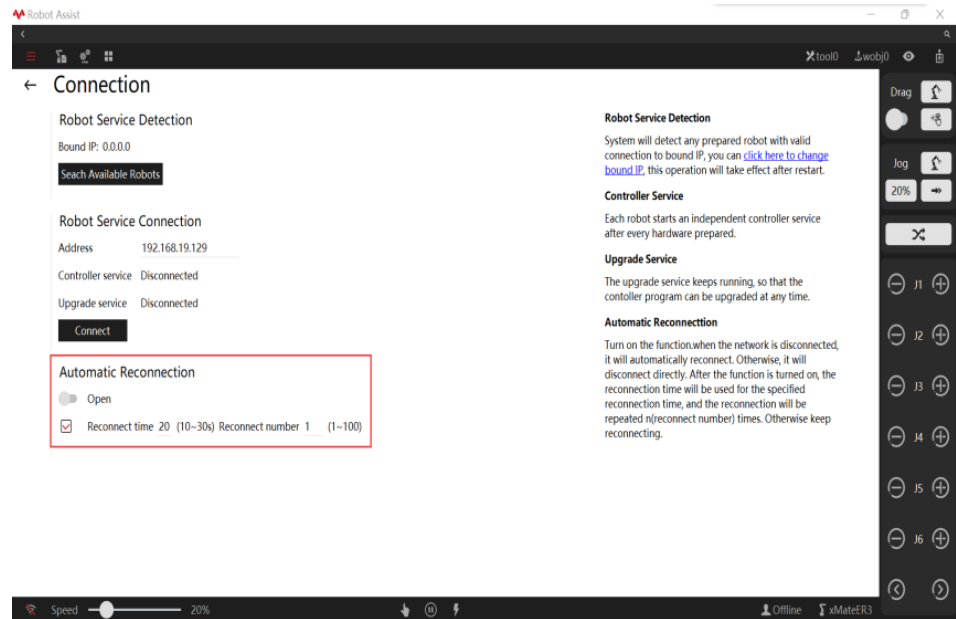 Robot Assist
tool0 wobj0
Connection
Robot Service Detection
Bound IP: 0.0.0.0
Seach Available Robots
Robot Service Connection
Address 192.168.19.129
Controller service Disconnected
Upgrade service Disconnected
Connect
Automatic Reconnection
Open
Reconnect time 20 (10~30s) Reconnect number 1 (1~100)
Robot Service Detection
System will detect any prepared robot with valid
connection to bound IP, you can click here to change
bound IP, this operation will take effect after restart.
Controller Service
Each robot starts an independent controller service
after every hardware prepared.
Upgrade Service
The upgrade service keeps running, so that the
contoller program can be upgraded at any time.
Automatic Reconnecttion
Turn on the function.when the network is disconnected,
it will automatically reconnect. Otherwise, it will
disconnect directly. After the function is turned on, the
reconnection time will be used for the specified
reconnection time, and the reconnection will be
repeated n(reconnect number) times. Otherwise keep
reconnecting.
Drag
Jog
20%
J1
J2
J3
J4
J5
J6
Speed 20%
Offline xMateER3